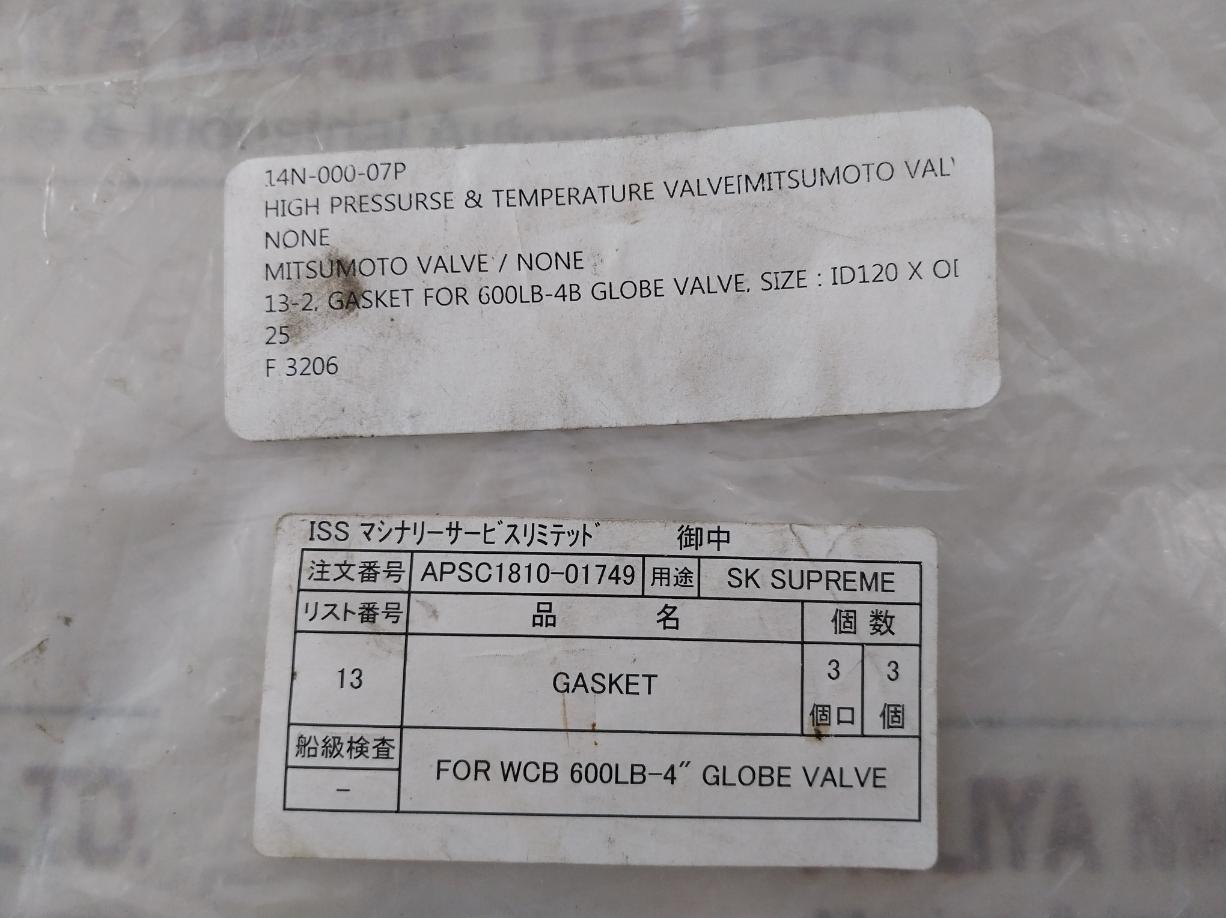 14N-000-07P
HIGH PRESSURSE & TEMPERATURE VALVE[MITSUMOTO VAL
NONE
MITSUMOTO VALVE / NONE
13-2, GASKET FOR 600LB-4B GLOBE VALVE, SIZE : ID120 X
25
F 3206
ISS マシナリーサービスリミテッド 御中
注文番号 APSC1810-01749 用途 SK SUPREME
リスト番号 品 名 個 数
13 GASKET 3 個口 3 個
船級検査 - FOR WCB 600LB-4″ GLOBE VALVE